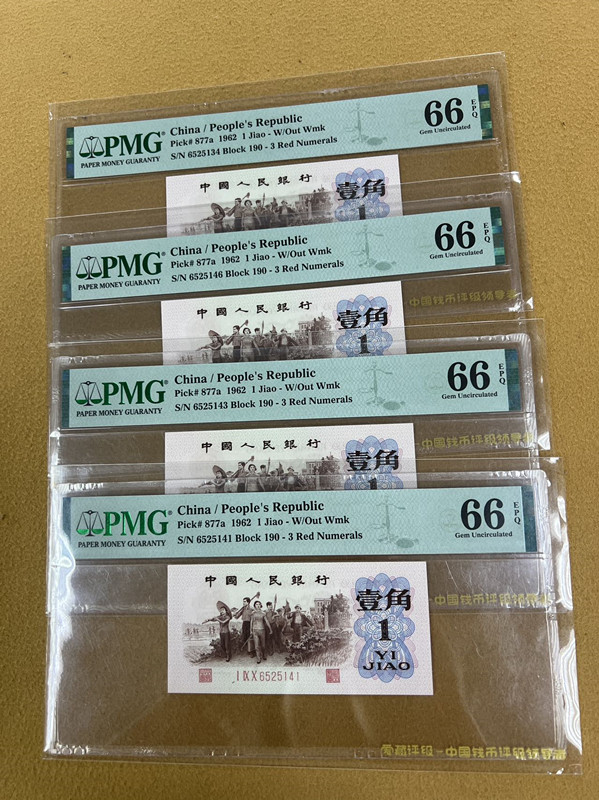 PMG
PAPER MONEY GUARANTY
China / People's Republic
Pick# 877a 1962 1 Jiao - W/Out Wmk
S/N 6525134 Block 190 - 3 Red Numerals
66
EPQ
Gem Uncirculated
中國人民銀行
壹角
1
PMG
PAPER MONEY GUARANTY
China / People's Republic
Pick# 877a 1962 1 Jiao - W/Out Wmk
S/N 6525146 Block 190 - 3 Red Numerals
66
EPQ
Gem Uncirculated
中國人民銀行
壹角
1
PMG
PAPER MONEY GUARANTY
China / People's Republic
Pick# 877a 1962 1 Jiao - W/Out Wmk
S/N 6525143 Block 190 - 3 Red Numerals
66
EPQ
Gem Uncirculated
中國人民銀行
壹角
1
PMG
PAPER MONEY GUARANTY
China / People's Republic
Pick# 877a 1962 1 Jiao - W/Out Wmk
S/N 6525141 Block 190 - 3 Red Numerals
66
EPQ
Gem Uncirculated
中國人民銀行
壹角
1
YI
JIAO
I IX X 6525141